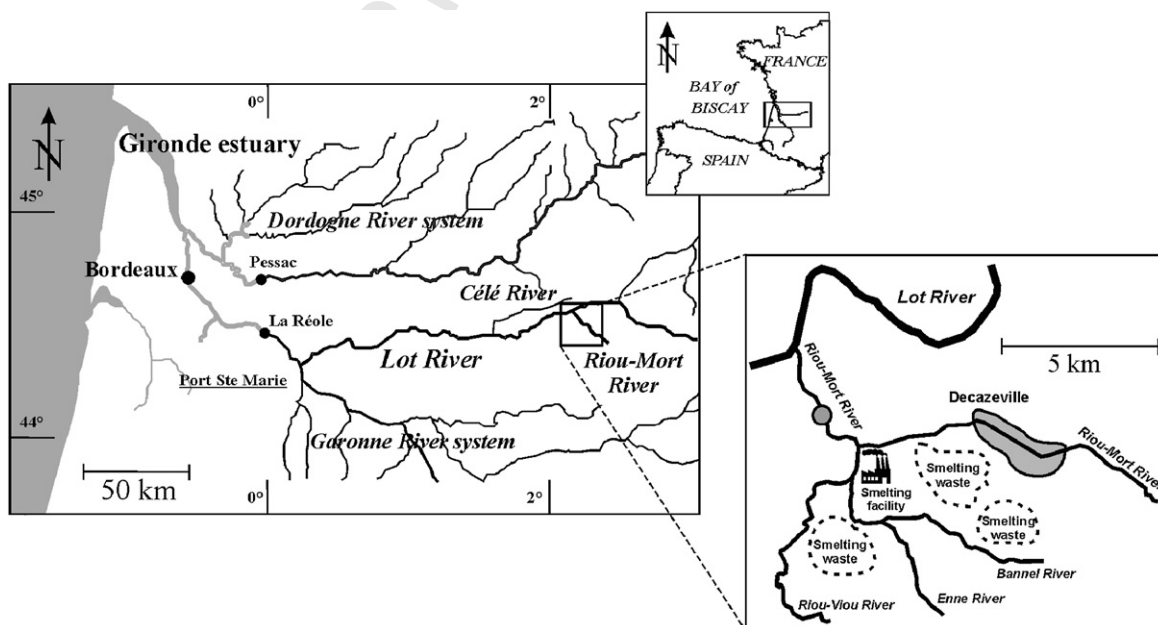 N
FRANCE
BAY of
BISCAY
SPAIN
0°
2°
N
Gironde estuary
45°
Dordogne River system
Bordeaux
Pessac
Célé River
La Réole
Lot River
Riou-Mort
River
Port Ste Marie
44°
Garonne River system
50 km
0°
2°
Lot River
5 km
Riou-Mort River
Decazeville
Riou-Mort River
Smelting
facility
Smelting
waste
Smelting
waste
Smelting
waste
Bannel River
Enne River
Riou-Viou River